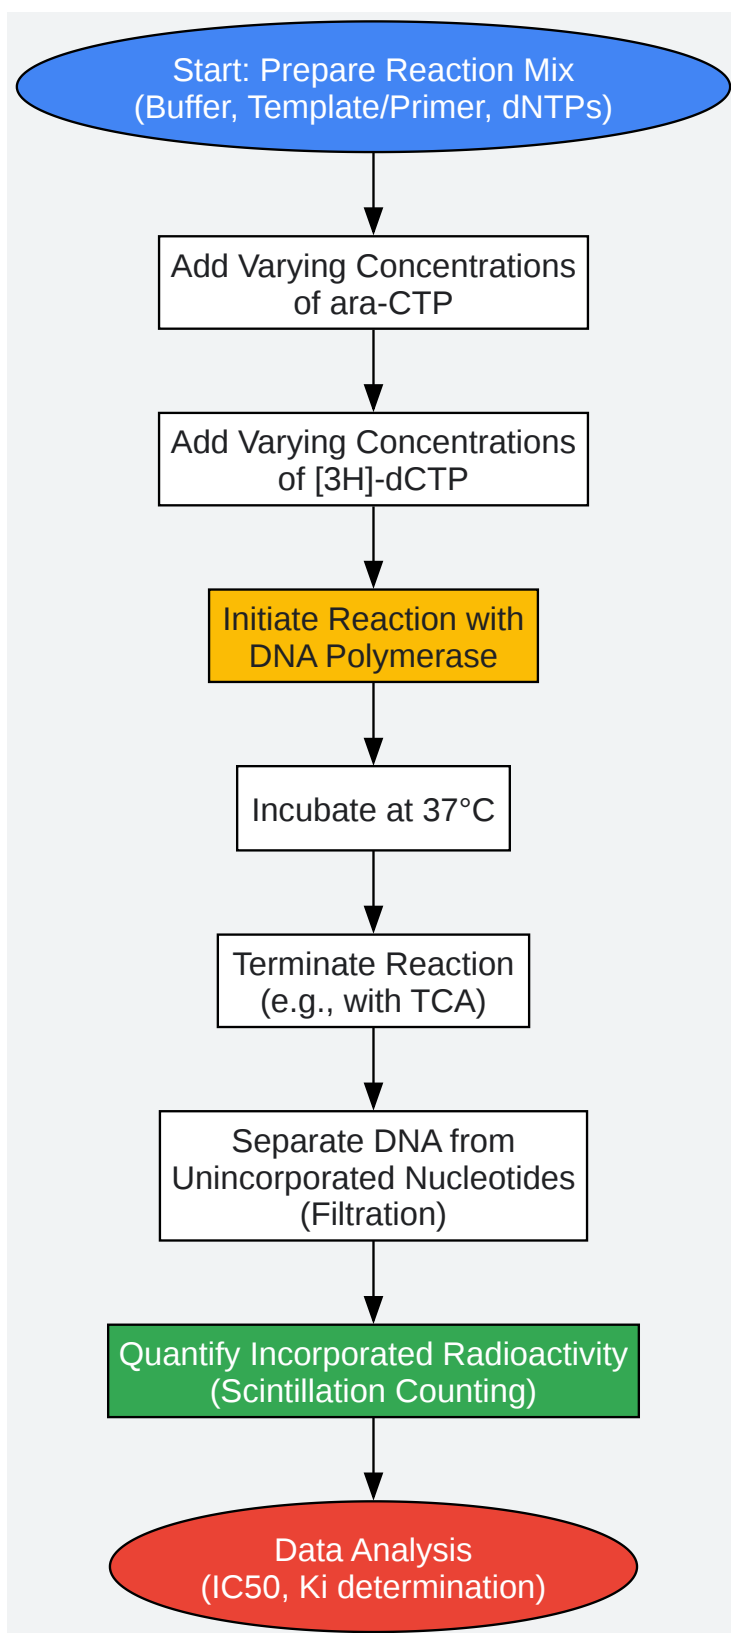 Start: Prepare Reaction Mix
(Buffer, Template/Primer, dNTPs)
Add Varying Concentrations
of ara-CTP
Add Varying Concentrations
of [3H]-dCTP
Initiate Reaction with
DNA Polymerase
Incubate at 37°C
Terminate Reaction
(e.g., with TCA)
Separate DNA from
Unincorporated Nucleotides
(Filtration)
Quantify Incorporated Radioactivity
(Scintillation Counting)
Data Analysis
(IC50, Ki determination)